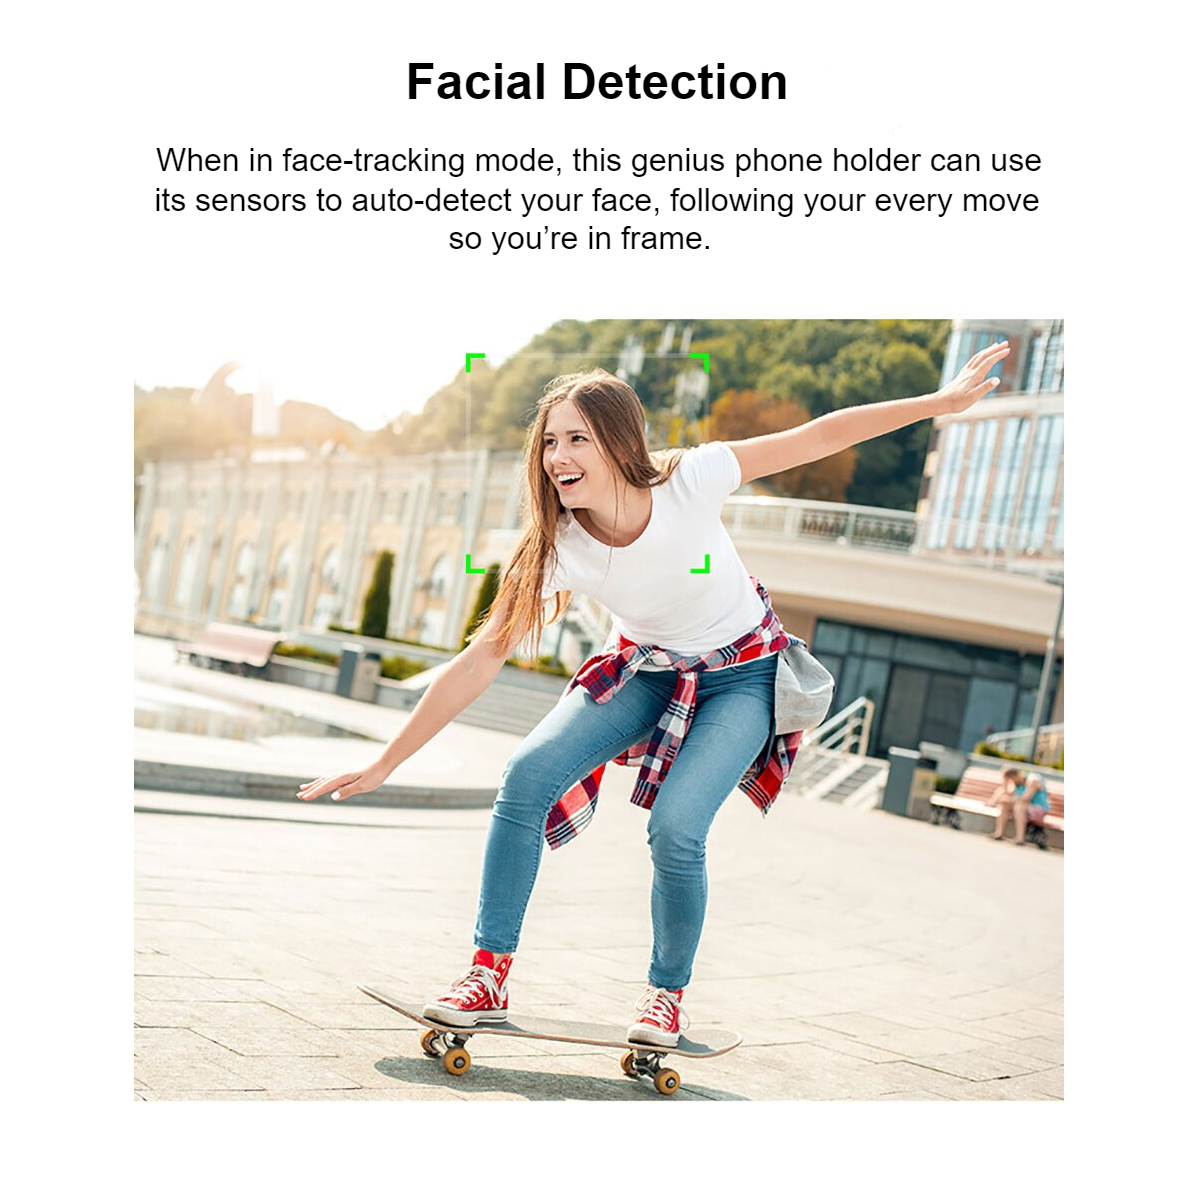 Facial Detection
When in face-tracking mode, this genius phone holder can use
its sensors to auto-detect your face, following your every move
so you’re in frame.